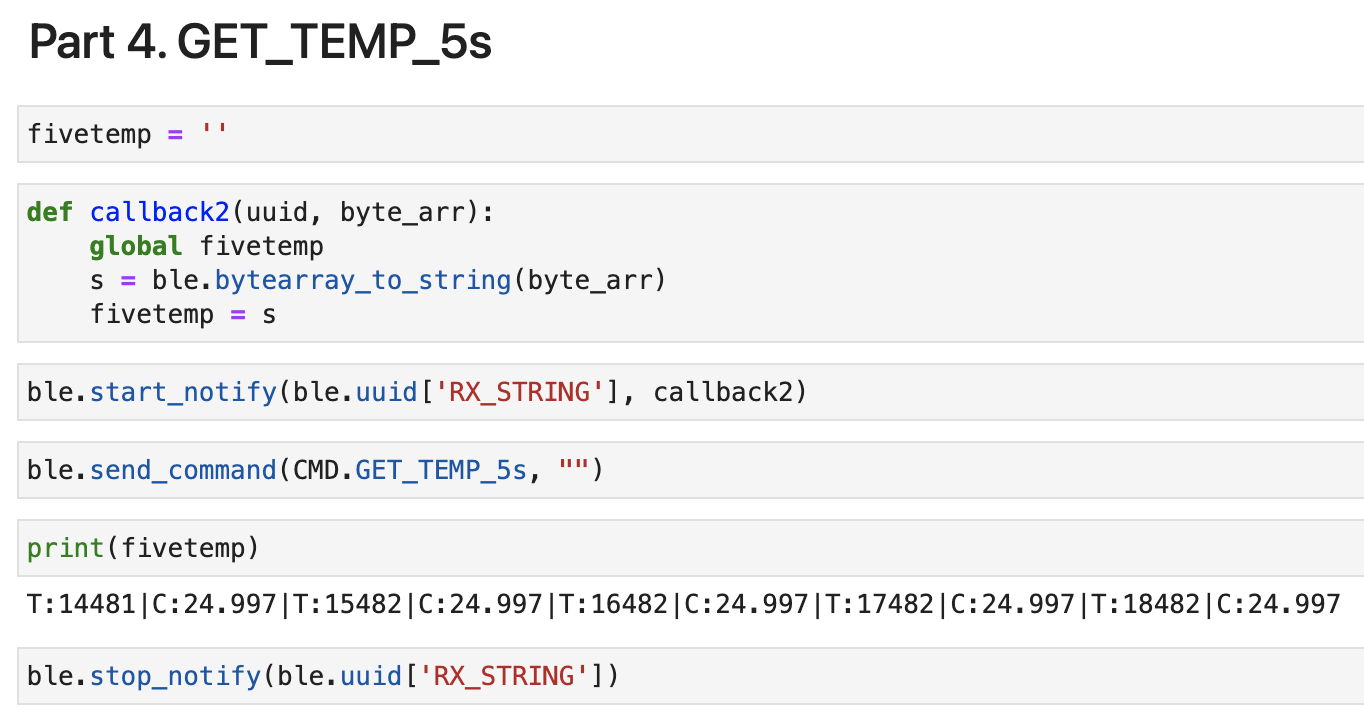 Part 4. GET_TEMP_5s
fivetemp = ''
def callback2(uuid, byte_arr):
    global fivetemp
    s = ble.bytearray_to_string(byte_arr)
    fivetemp = s
ble.start_notify(ble.uuid['RX_STRING'], callback2)
ble.send_command(CMD.GET_TEMP_5s, "")
print(fivetemp)
T:14481|C:24.997|T:15482|C:24.997|T:16482|C:24.997|T:17482|C:24.997|T:18482|C:24.997
ble.stop_notify(ble.uuid['RX_STRING'])